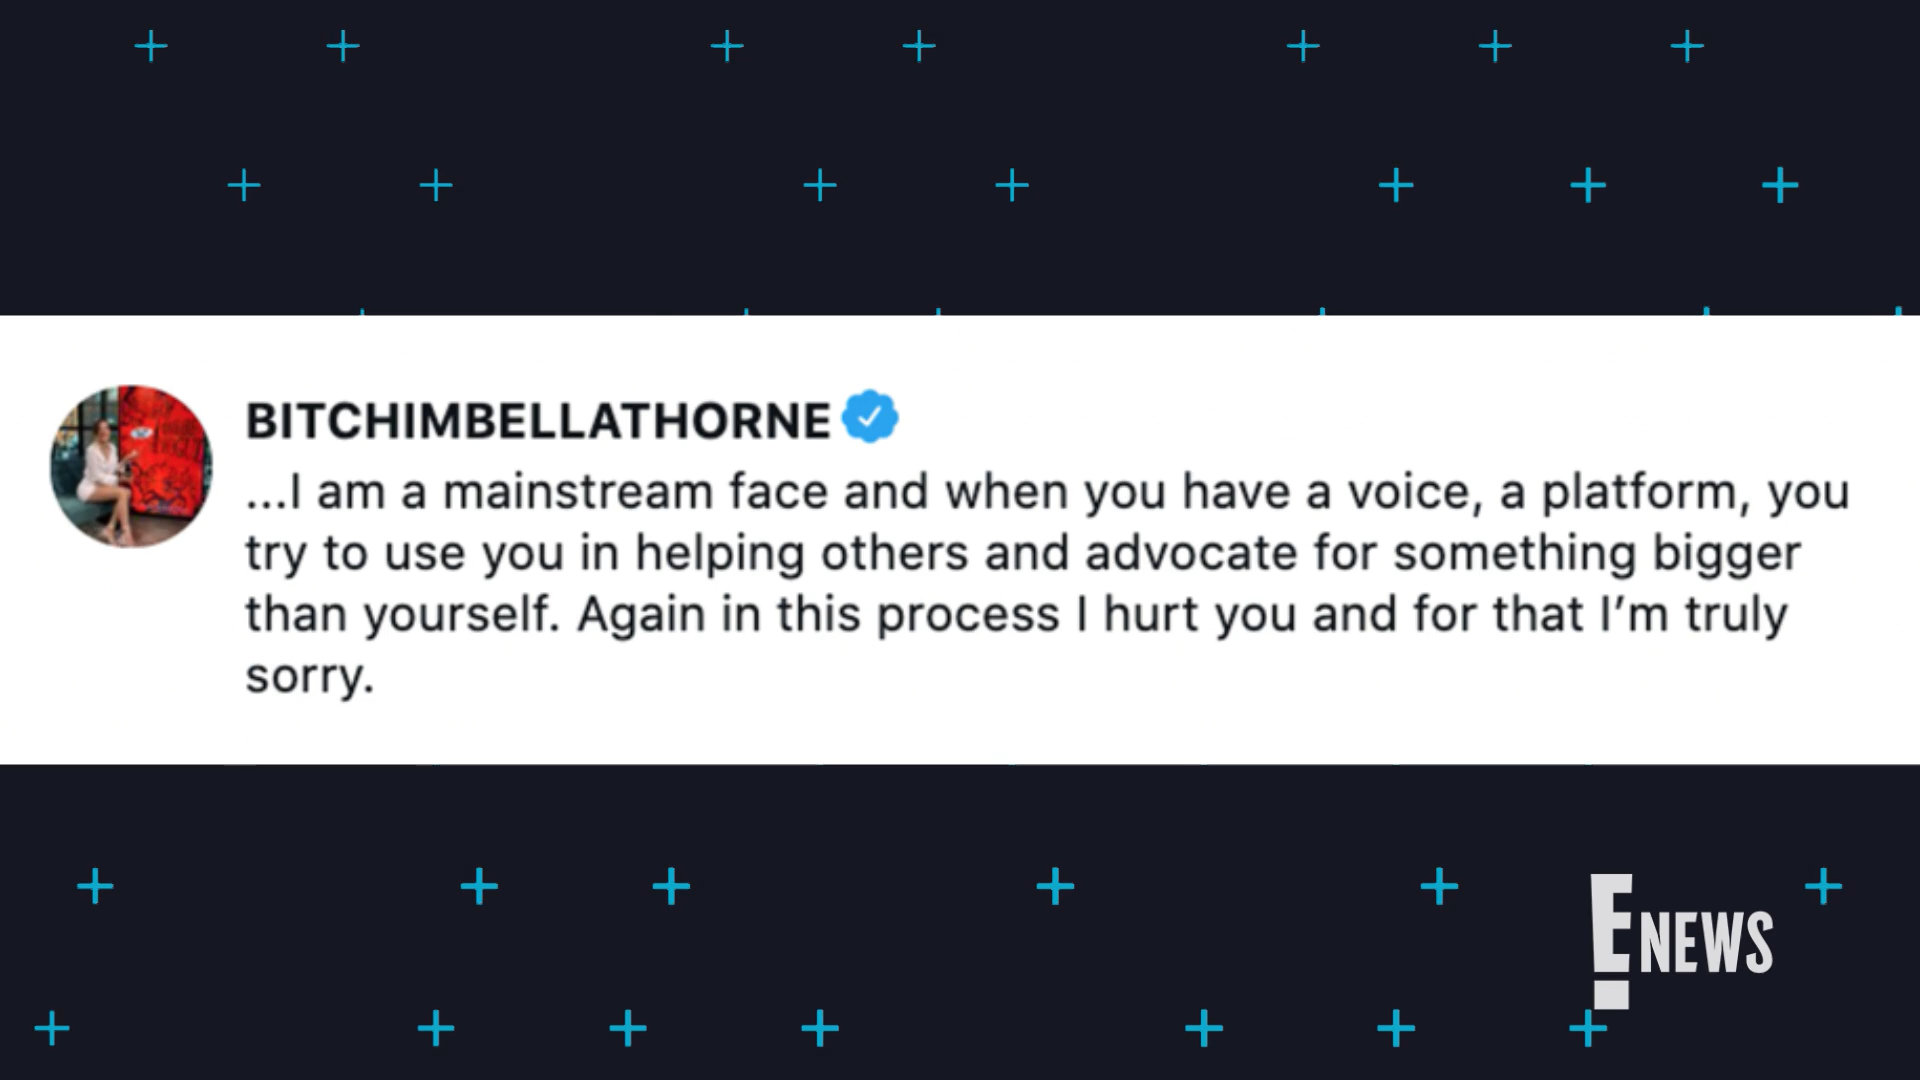 BITCHIMBELLATHORNE
...I am a mainstream face and when you have a voice, a platform, you
try to use you in helping others and advocate for something bigger
than yourself. Again in this process I hurt you and for that I’m truly
sorry.
E! NEWS